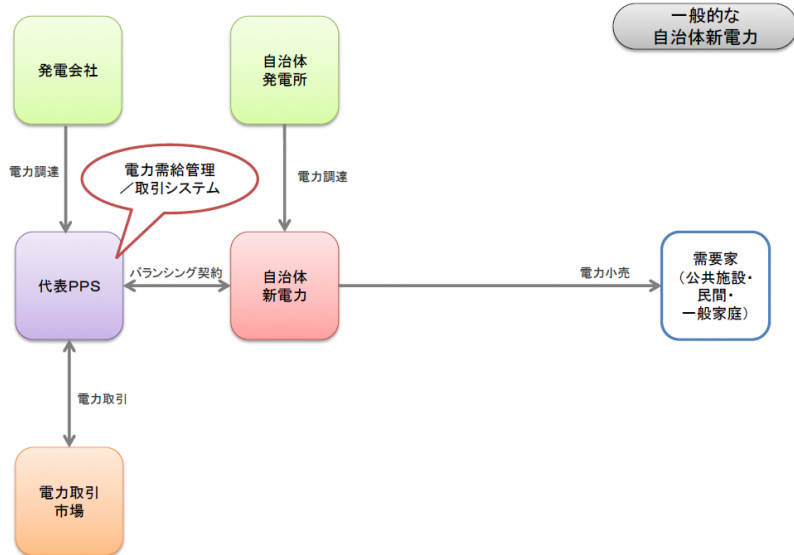 一般的な
自治体新電力
発電会社
自治体
発電所
電力調達
電力需給管理
／取引システム
電力調達
代表PPS
バランシング契約
自治体
新電力
電力小売
需要家
（公共施設・
民間・
一般家庭）
電力取引
電力取引
市場